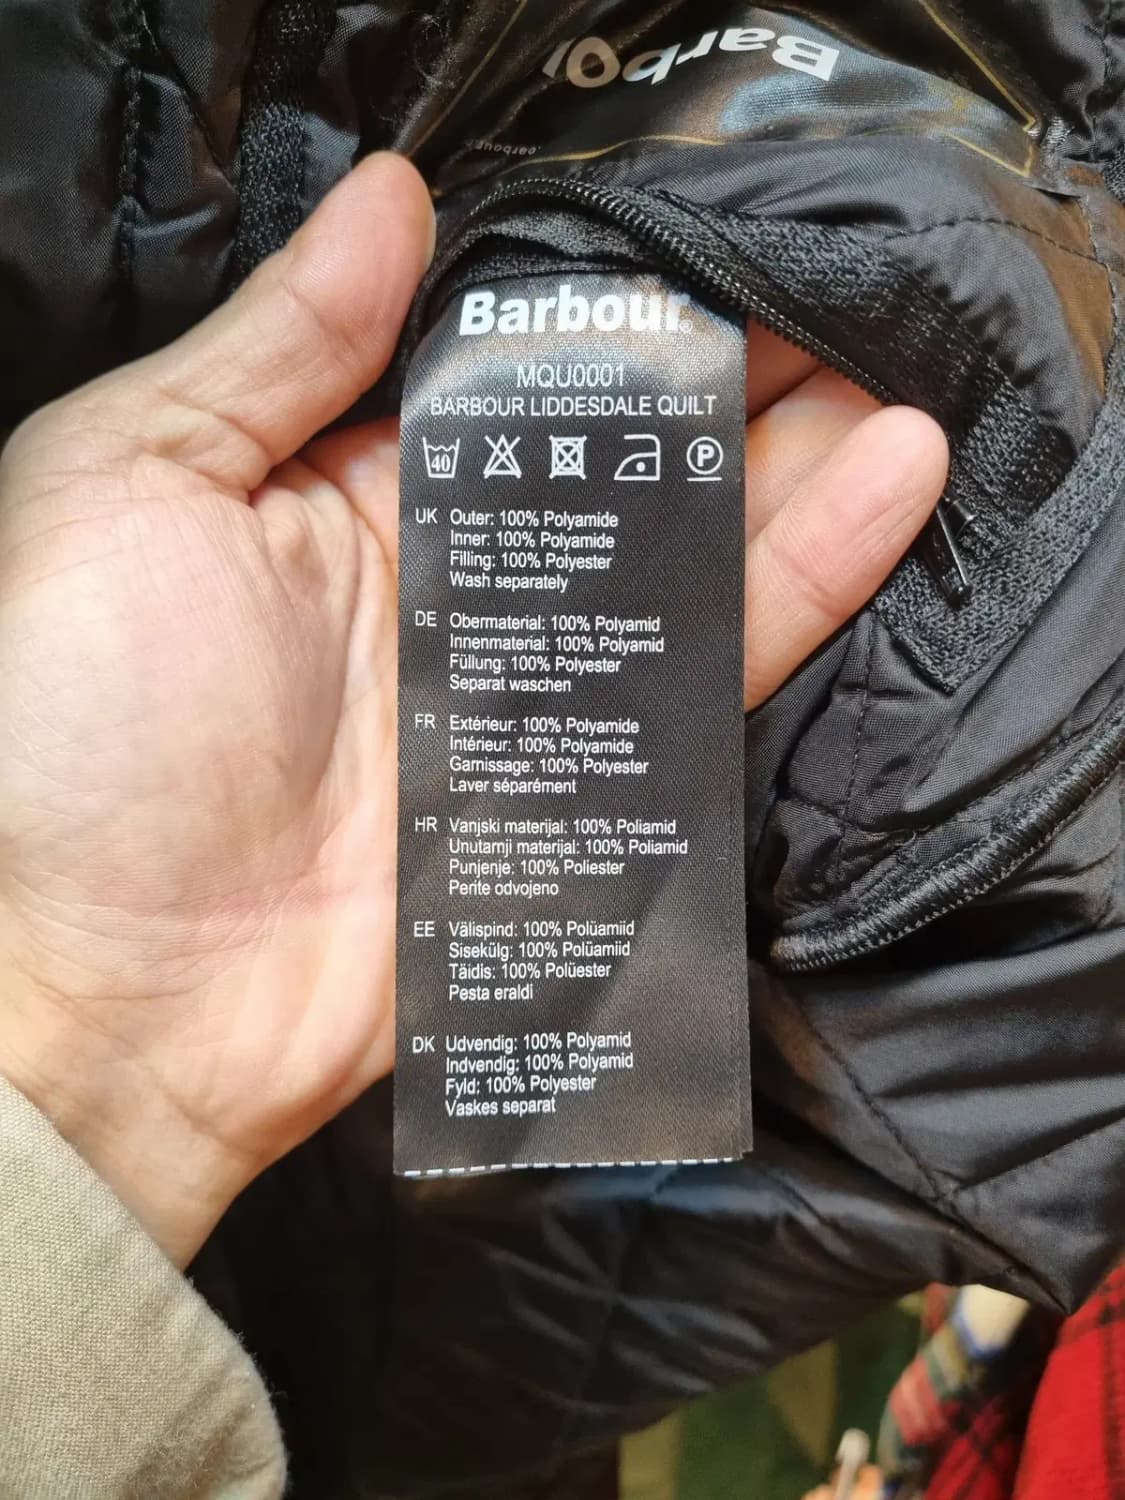 Barbour
Barbour.
MQU0001
BARBOUR LIDDESDALE QUILT
40
P
UK Outer: 100% Polyamide
Inner: 100% Polyamide
Filling: 100% Polyester
Wash separately
DE Obermaterial: 100% Polyamid
Innenmaterial: 100% Polyamid
Füllung: 100% Polyester
Separat waschen
FR Extérieur: 100% Polyamide
Intérieur: 100% Polyamide
Garnissage: 100% Polyester
Laver séparément
HR Vanjski materijal: 100% Poliamid
Unutarnji materijal: 100% Poliamid
Punjenje: 100% Poliester
Perite odvojeno
EE Välispind: 100% Polüamiid
Sisekülg: 100% Polüamiid
Täidis: 100% Polüester
Pesta eraldi
DK Udvendig: 100% Polyamid
Indvendig: 100% Polyamid
Fyld: 100% Polyester
Vaskes separat